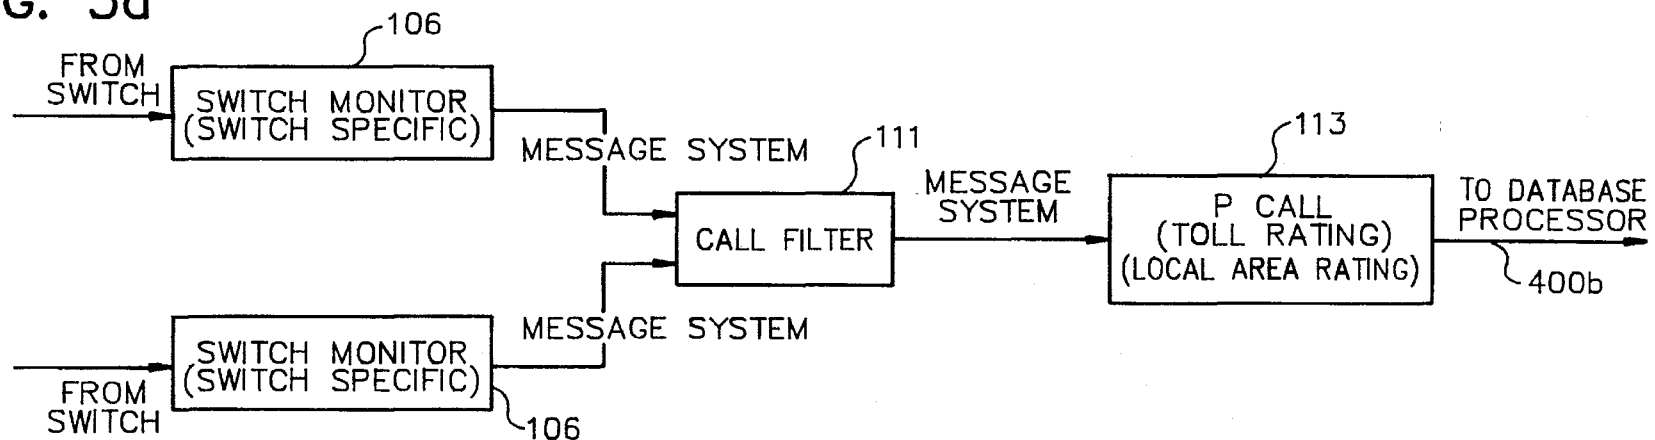 G. 5a
106
FROM
SWITCH
SWITCH MONITOR
(SWITCH SPECIFIC)
MESSAGE SYSTEM
111
CALL FILTER
MESSAGE
SYSTEM
113
P CALL
(TOLL RATING)
(LOCAL AREA RATING)
TO DATABASE
PROCESSOR
400b
MESSAGE SYSTEM
SWITCH MONITOR
(SWITCH SPECIFIC)
FROM
SWITCH
106